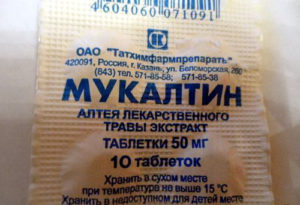 4604060071091
ОАО "Татхимфармпрепараты"
420091, Россия, г. Казань, ул. Беломорская, 260
(843) тел. 571-85-58; 571-85-38
МУКАЛТИН
АЛТЕЯ ЛЕКАРСТВЕННОГО
ТРАВЫ ЭКСТРАКТ
ТАБЛЕТКИ 50 МГ
10 таблеток
Хранить в сухом месте
при температуре не выше 15 °С
Хранить в недоступном для детей месте